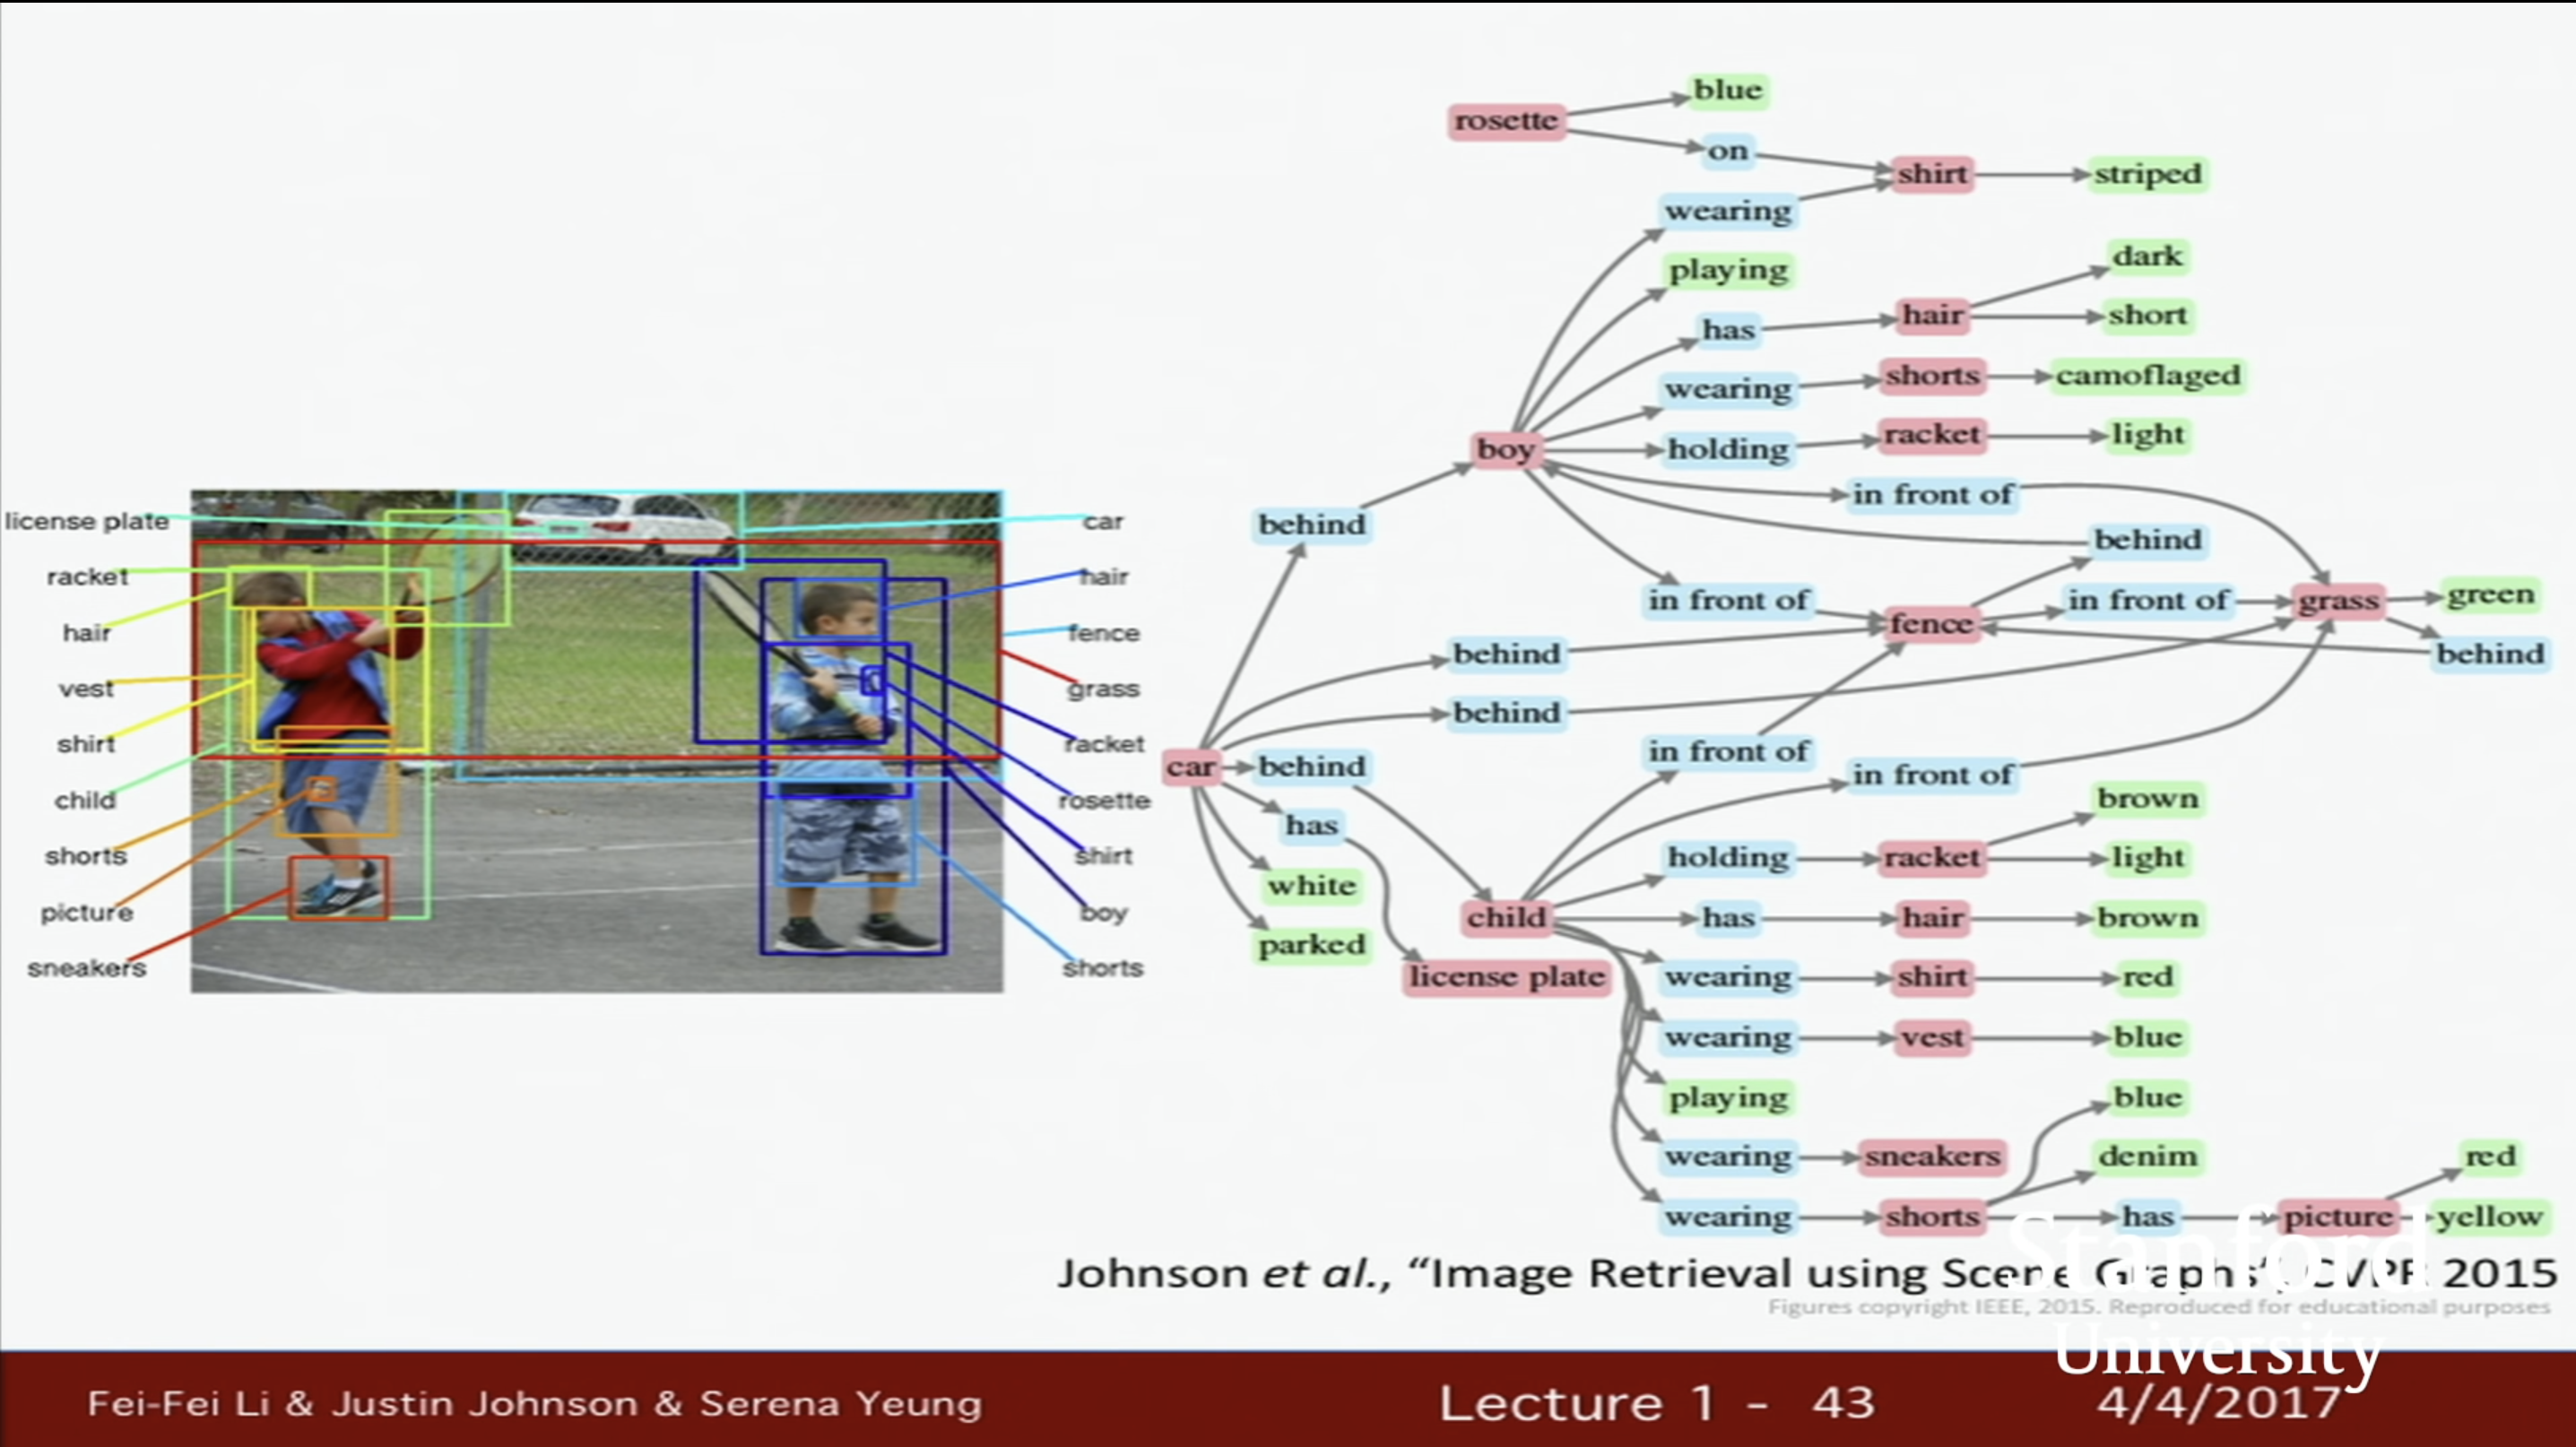 license plate
racket
hair
vest
shirt
child
shorts
picture
sneakers
car
hair
fence
grass
racket
rosette
shirt
boy
shorts
rosette
blue
on
shirt
striped
wearing
playing
dark
has
hair
short
wearing
shorts
camoflaged
boy
holding
racket
light
in front of
behind
behind
in front of
fence
in front of
grass
green
behind
behind
behind
car
behind
in front of
in front of
has
brown
white
holding
racket
light
parked
child
has
hair
brown
license plate
wearing
shirt
red
wearing
vest
blue
playing
blue
wearing
sneakers
denim
red
wearing
shorts
has
picture
yellow
Johnson et al., “Image Retrieval using Scene Graphs”, CVPR 2015
Figures copyright IEEE, 2015. Reproduced for educational purposes
Stanford
University
Fei-Fei Li & Justin Johnson & Serena Yeung
Lecture 1 - 43
4/4/2017